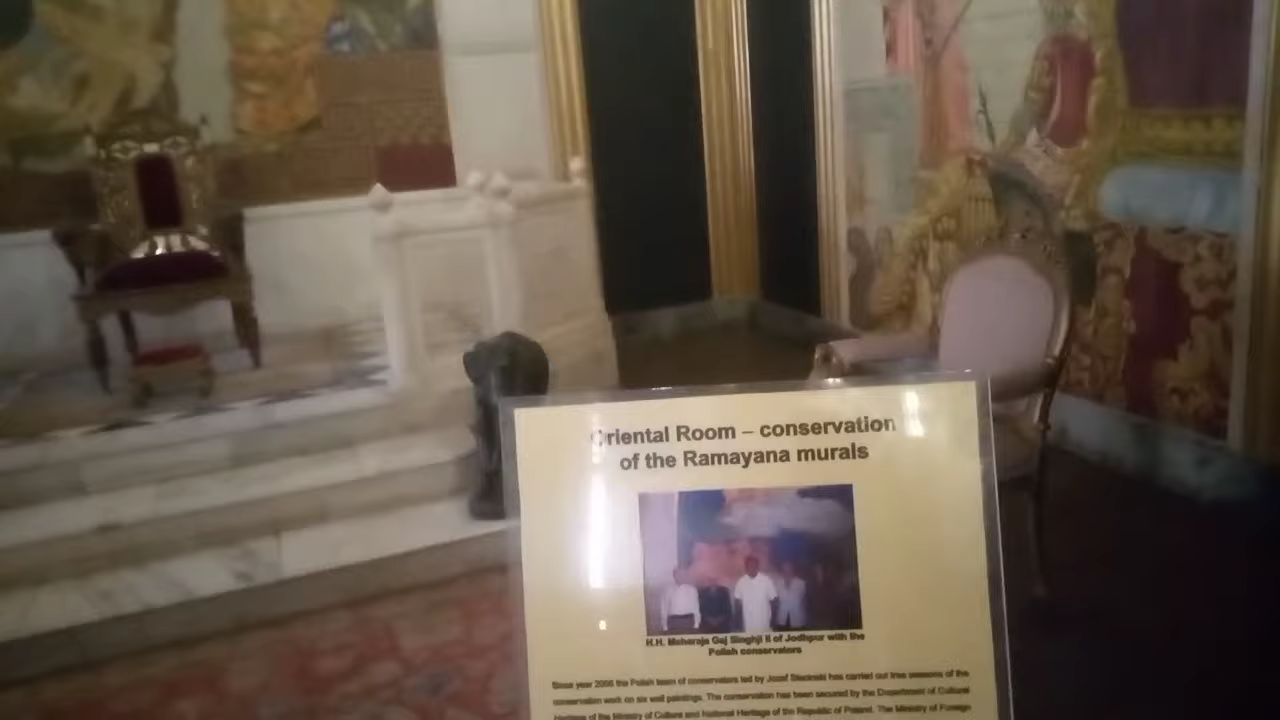 Oriental Room – conservation
of the Ramayana murals
H.H. Maharaja Gaj Singhji II of Jodhpur with the
Polish conservators
Since year 2006 the Polish team of conservators led by Jozef has carried out three seasons of the
conservation work on six wall paintings. The conservation has been secured by the Department of Cultural
Heritage of the Ministry of Culture and National Heritage of the Republic of Poland. The Ministry of Foreign